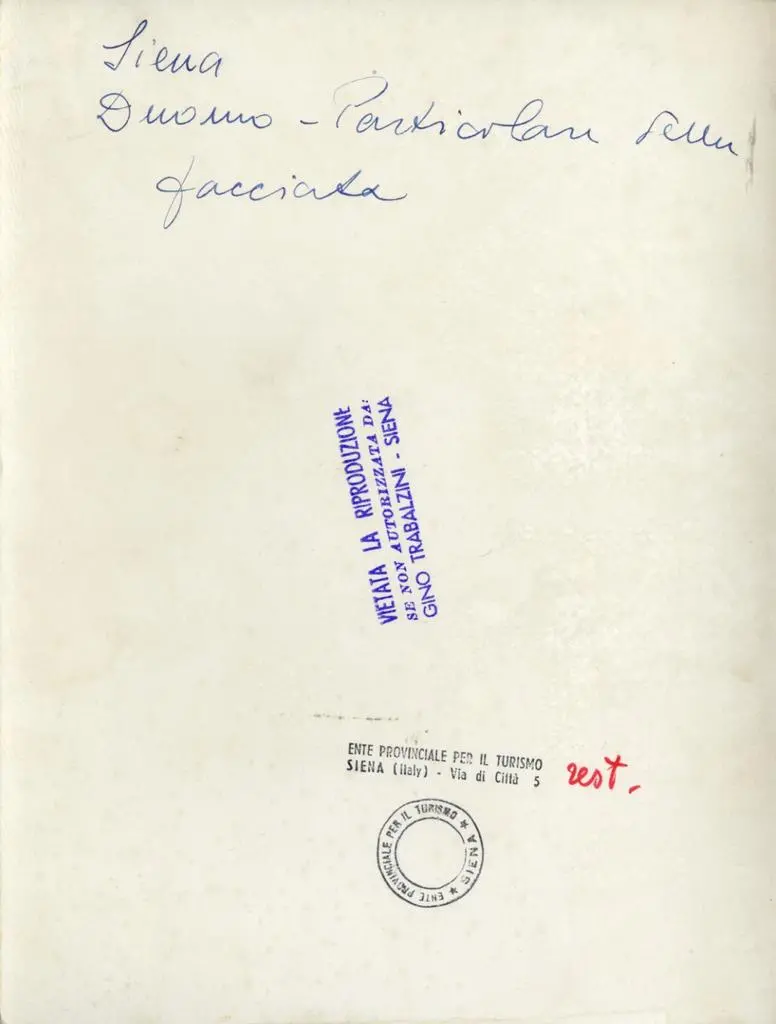 Siena
Duomo - Particolare della
facciata
VIETATA LA RIPRODUZIONE
SE NON AUTORIZZATA DA:
GINO TRABALZINI - SIENA
ENTE PROVINCIALE PER IL TURISMO
SIENA (Italy) - Via di Città 5
rest.
ENTE PROVINCIALE PER IL TURISMO ★ SIENA ★